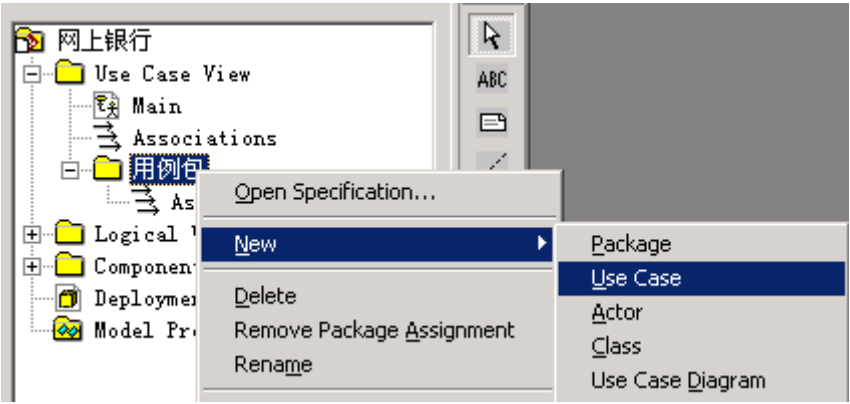 网上银行
Use Case View
Main
Associations
用例包
As
Logical
Component
Deploymen
Model Pr
ABC
Open Specification...
New
Delete
Remove Package Assignment
Rename
Package
Use Case
Actor
Class
Use Case Diagram